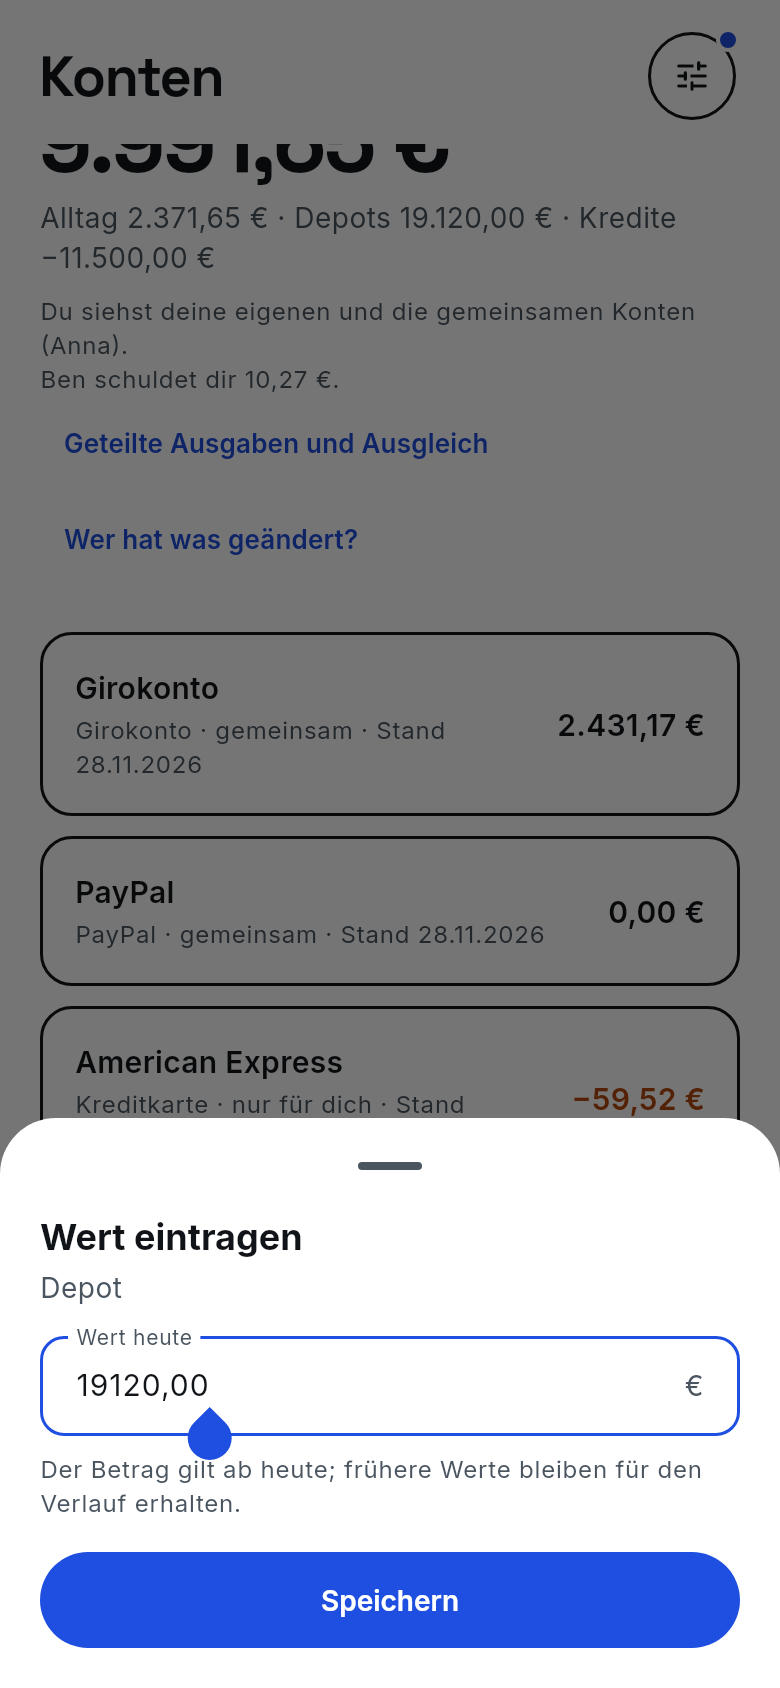 Konten
Alltag 2.371,65 € · Depots 19.120,00 € · Kredite
−11.500,00 €
Du siehst deine eigenen und die gemeinsamen Konten
(Anna).
Ben schuldet dir 10,27 €.
Geteilte Ausgaben und Ausgleich
Wer hat was geändert?
Girokonto
Girokonto · gemeinsam · Stand
28.11.2026
2.431,17 €
PayPal
PayPal · gemeinsam · Stand 28.11.2026
0,00 €
American Express
Kreditkarte · nur für dich · Stand
−59,52 €
Wert eintragen
Depot
Wert heute
19120,00
€
Der Betrag gilt ab heute; frühere Werte bleiben für den
Verlauf erhalten.
Speichern